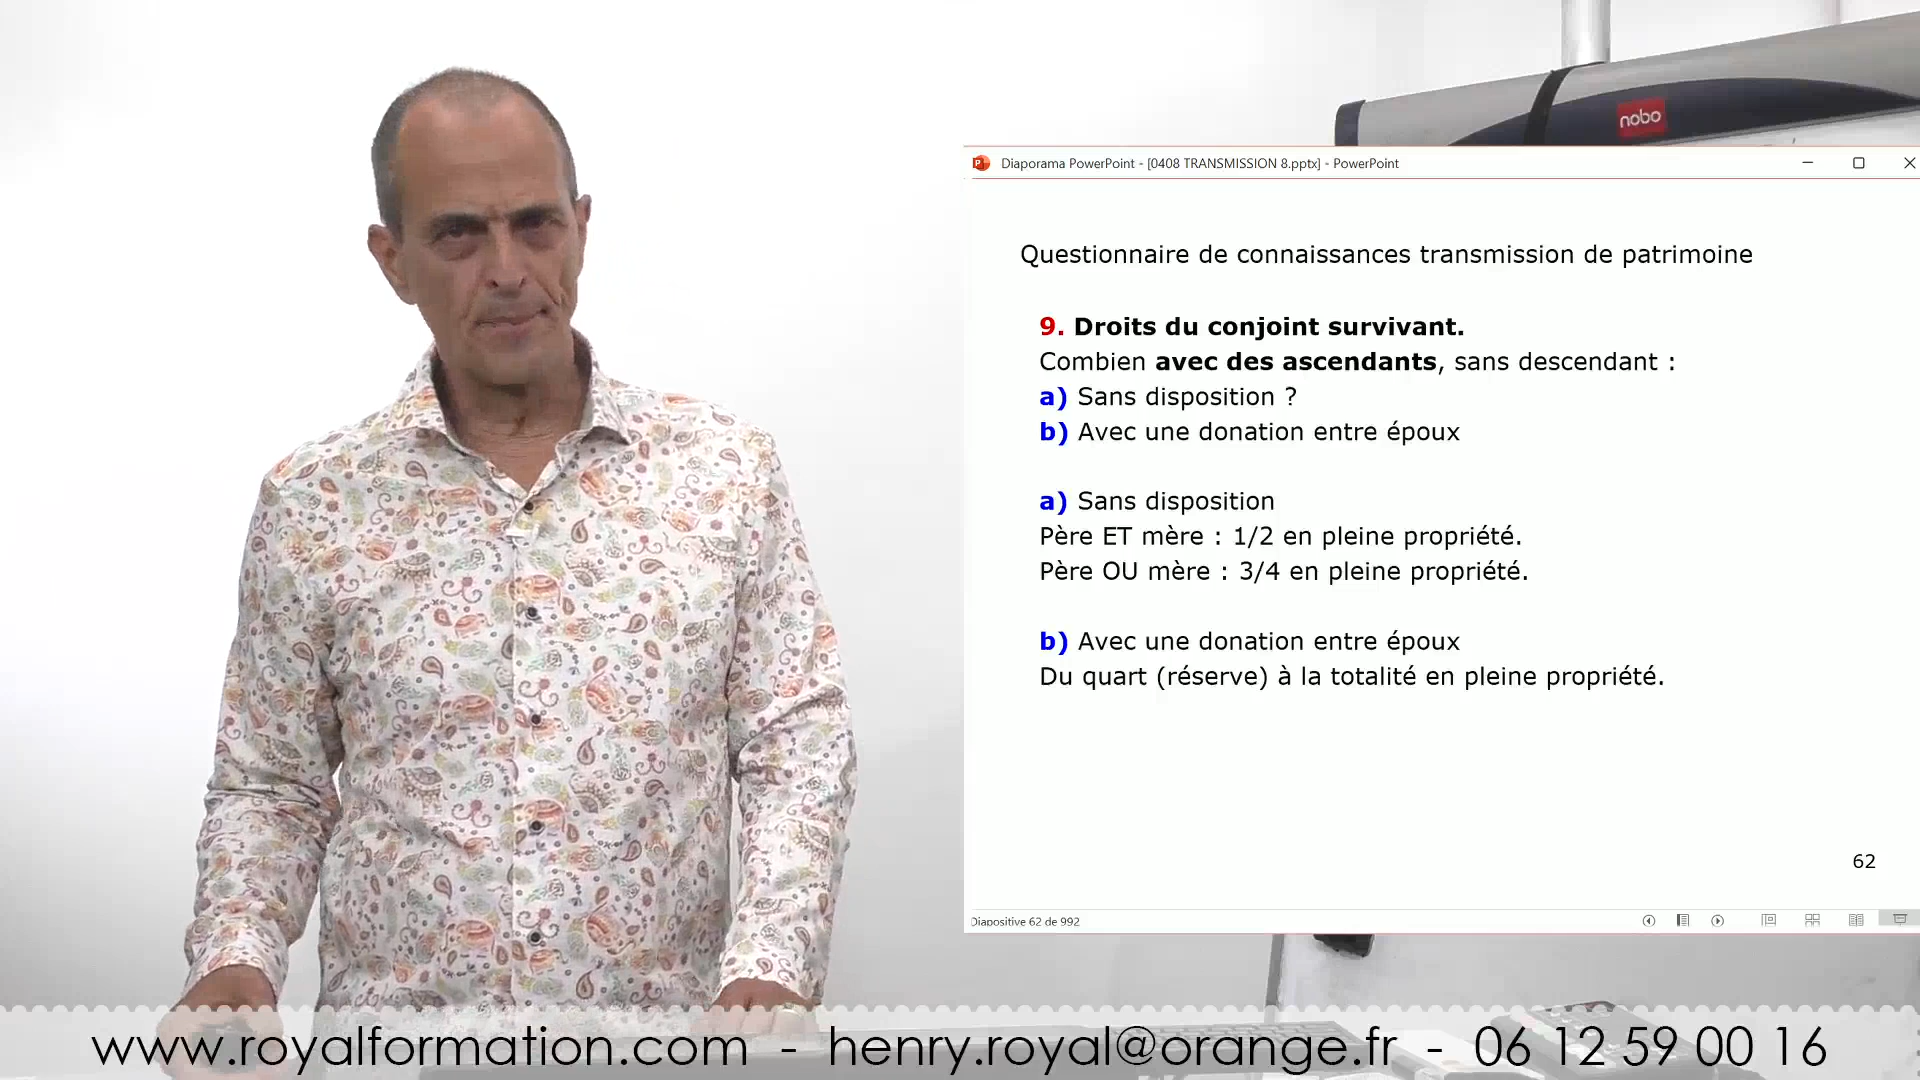 nobo
Diaporama PowerPoint - [0408 TRANSMISSION 8.pptx] - PowerPoint
Questionnaire de connaissances transmission de patrimoine
9. Droits du conjoint survivant.
Combien avec des ascendants, sans descendant :
a) Sans disposition ?
b) Avec une donation entre époux
a) Sans disposition
Père ET mère : 1/2 en pleine propriété.
Père OU mère : 3/4 en pleine propriété.
b) Avec une donation entre époux
Du quart (réserve) à la totalité en pleine propriété.
62
Diapositive 62 de 992
www.royalformation.com - henry.royal@orange.fr - 06 12 59 00 16